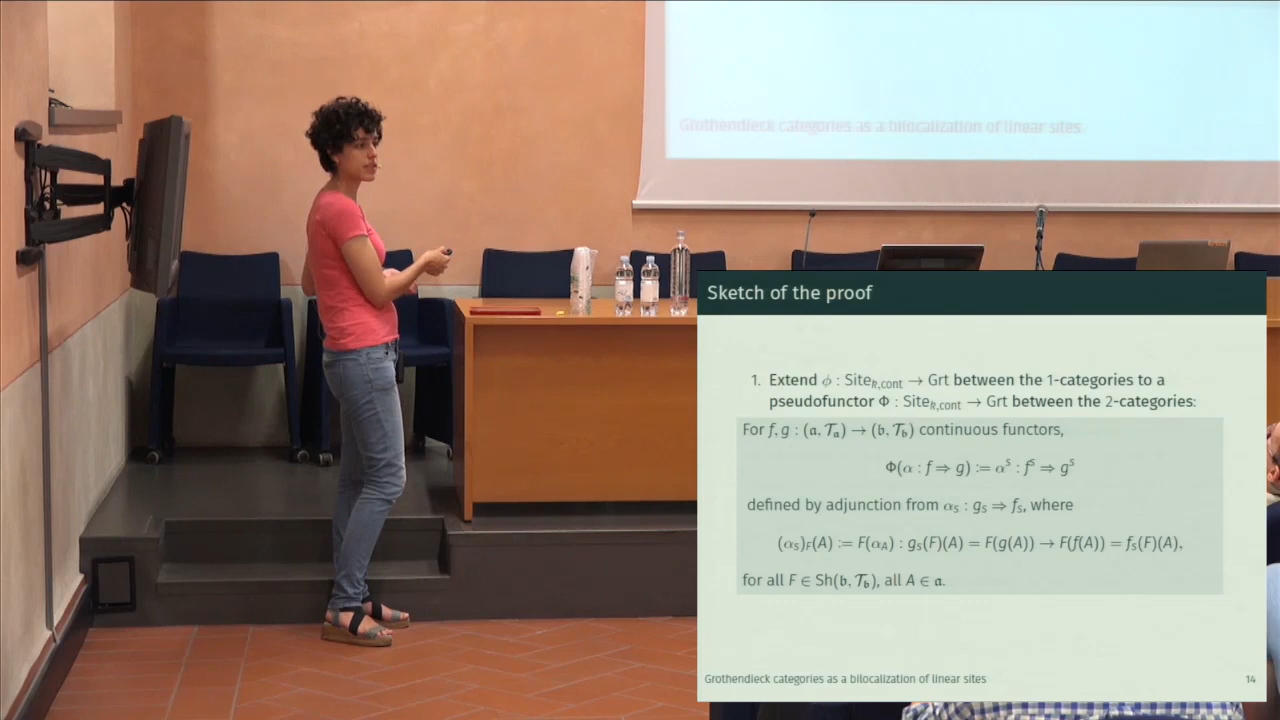 Grothendieck categories as a bilocalization of linear sites
Sketch of the proof
1. Extend ϕ : Site_{k,cont} → Grt between the 1-categories to a
pseudofunctor Φ : Site_{k,cont} → Grt between the 2-categories:
For f, g : (𝔞, 𝒯_𝔞) → (𝔟, 𝒯_𝔟) continuous functors,
Φ(α : f ⇒ g) := α^s : f^s ⇒ g^s
defined by adjunction from α_s : g_s ⇒ f_s, where
(α_s)_F(A) := F(α_A) : g_s(F)(A) = F(g(A)) → F(f(A)) = f_s(F)(A),
for all F ∈ Sh(𝔟, 𝒯_𝔟), all A ∈ 𝔞.
Grothendieck categories as a bilocalization of linear sites 14